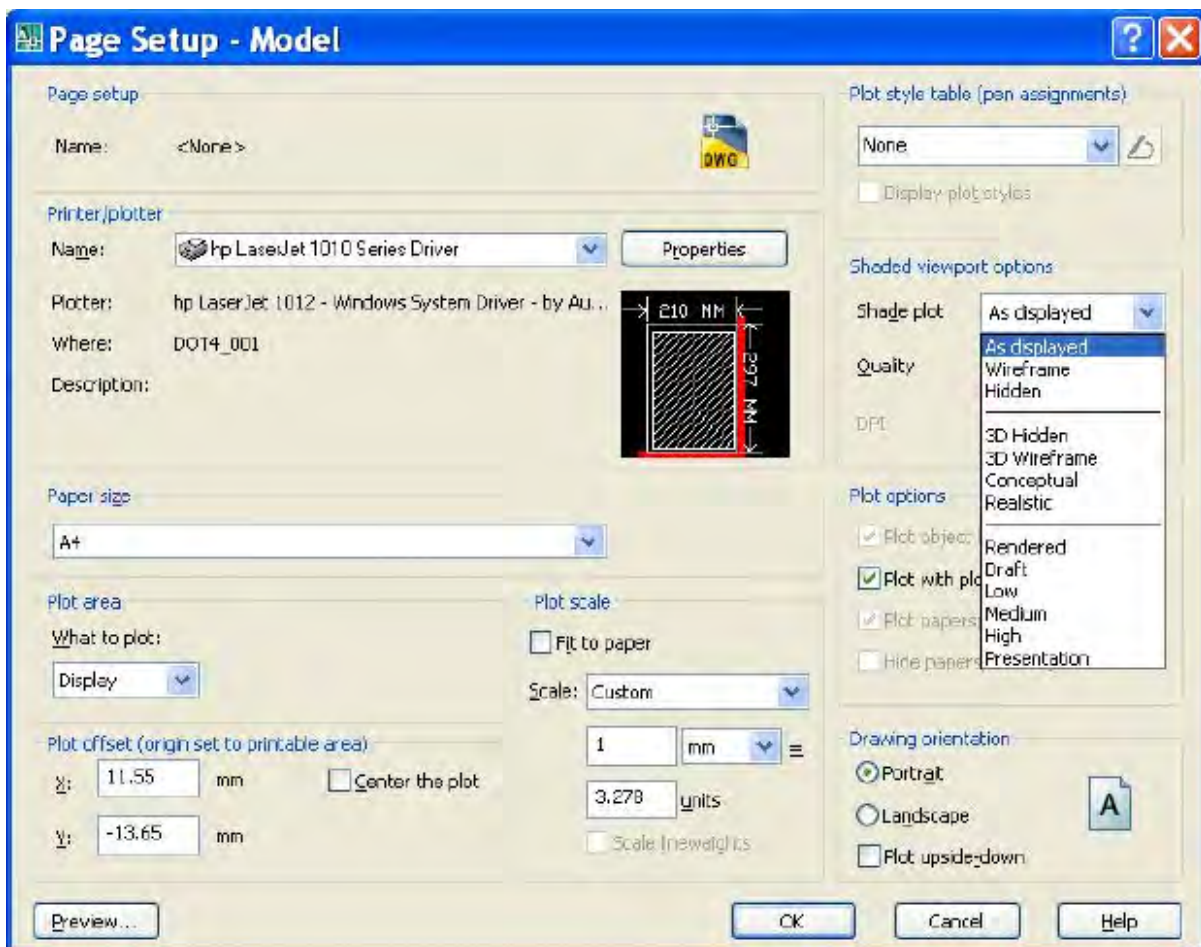 Page Setup - Model
Page setup
Name: <None>
DWG
Printer/plotter
Name: hp LaserJet 1010 Series Driver
Properties
Plotter: hp LaserJet 1012 - Windows System Driver - by Au...
Where: DOT4_001
Description:
210 MM
297 MM
Paper size
A4
Plot area
What to plot:
Display
Plot offset (origin set to printable area)
X: 11.55 mm
Center the plot
Y: -13.65 mm
Plot scale
Fit to paper
Scale: Custom
1 mm =
3.278 units
Scale lineweights
Plot style table (pen assignments)
None
Display plot styles
Shaded viewport options
Shade plot As displayed
Quality
DPI
As displayed
Wireframe
Hidden
3D Hidden
3D Wireframe
Conceptual
Realistic
Rendered
Draft
Low
Medium
High
Presentation
Plot options
Plot object
Plot with plo
Plot papers
Hide papers
Drawing orientation
Portrait
Landscape
A
Plot upside-down
Preview...
OK
Cancel
Help